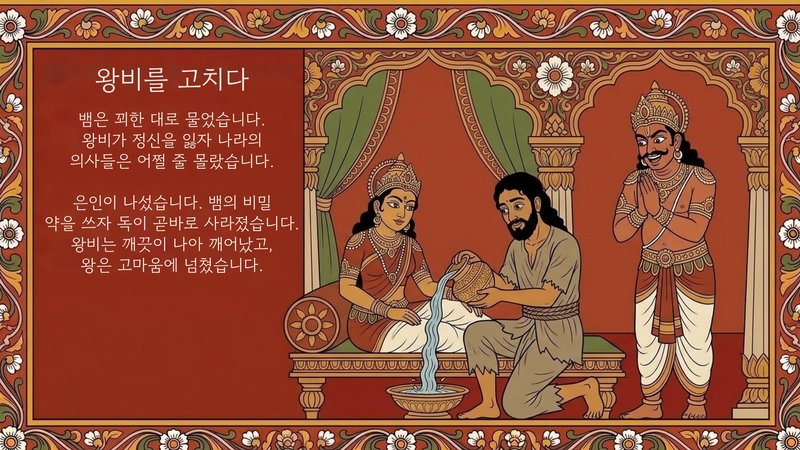 왕비를 고치다
뱀은 꾀한 대로 물었습니다.
왕비가 정신을 잃자 나라의
의사들은 어쩔 줄 몰랐습니다.
은인이 나섰습니다. 뱀의 비밀
약을 쓰자 독이 곧바로 사라졌습니다.
왕비는 깨끗이 나아 깨어났고,
왕은 고마움에 넘쳤습니다.